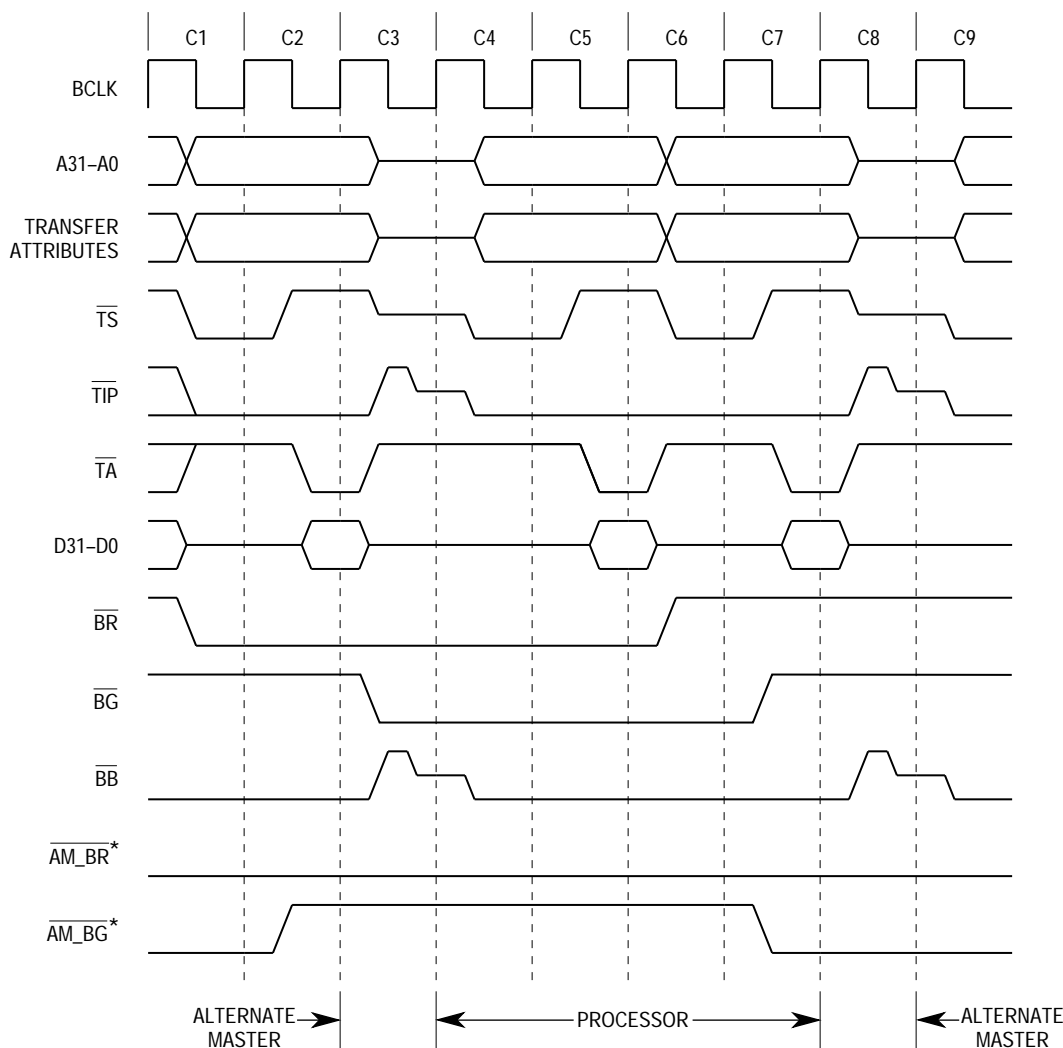 C1 C2 C3 C4 C5 C6 C7 C8 C9
BCLK
A31–A0
TRANSFER
ATTRIBUTES
TS
TIP
TA
D31–D0
BR
BG
BB
AM_BR*
AM_BG*
ALTERNATE
MASTER
PROCESSOR
ALTERNATE
MASTER